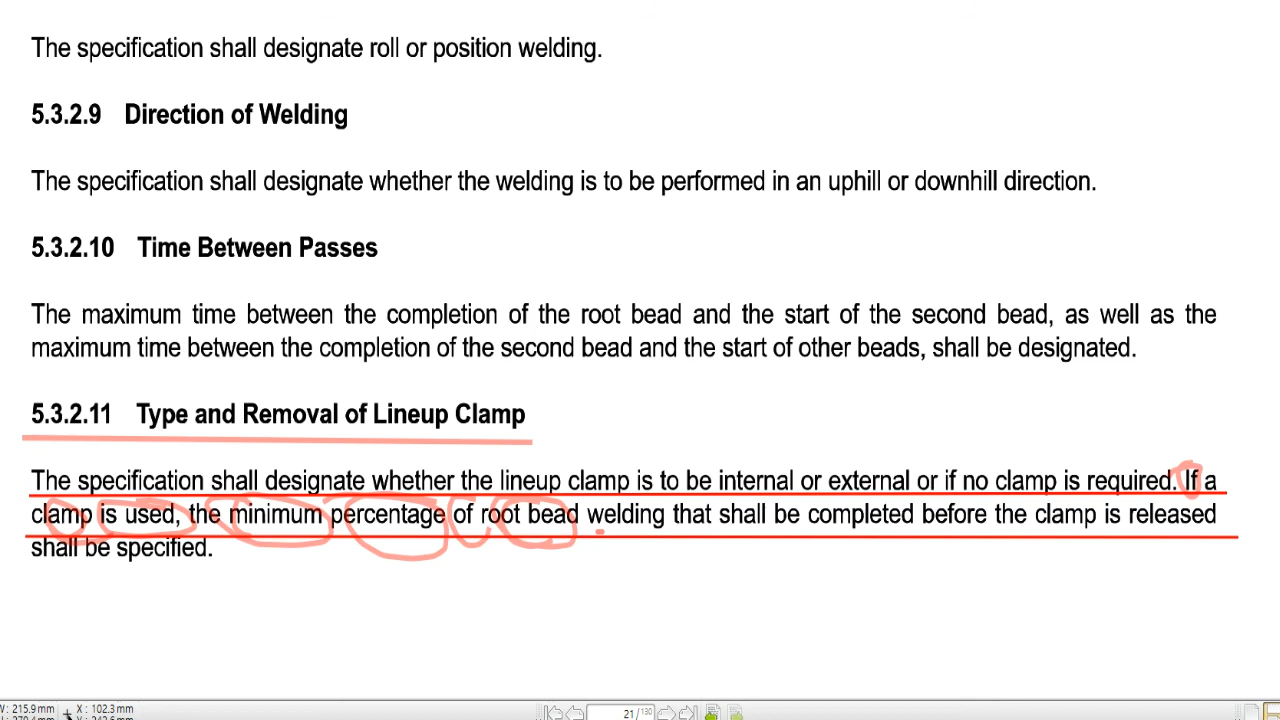 The specification shall designate roll or position welding.
5.3.2.9 Direction of Welding
The specification shall designate whether the welding is to be performed in an uphill or downhill direction.
5.3.2.10 Time Between Passes
The maximum time between the completion of the root bead and the start of the second bead, as well as the
maximum time between the completion of the second bead and the start of other beads, shall be designated.
5.3.2.11 Type and Removal of Lineup Clamp
The specification shall designate whether the lineup clamp is to be internal or external or if no clamp is required. If a
clamp is used, the minimum percentage of root bead welding that shall be completed before the clamp is released
shall be specified.
: 215.9 mm X : 102.3 mm
21 / 130